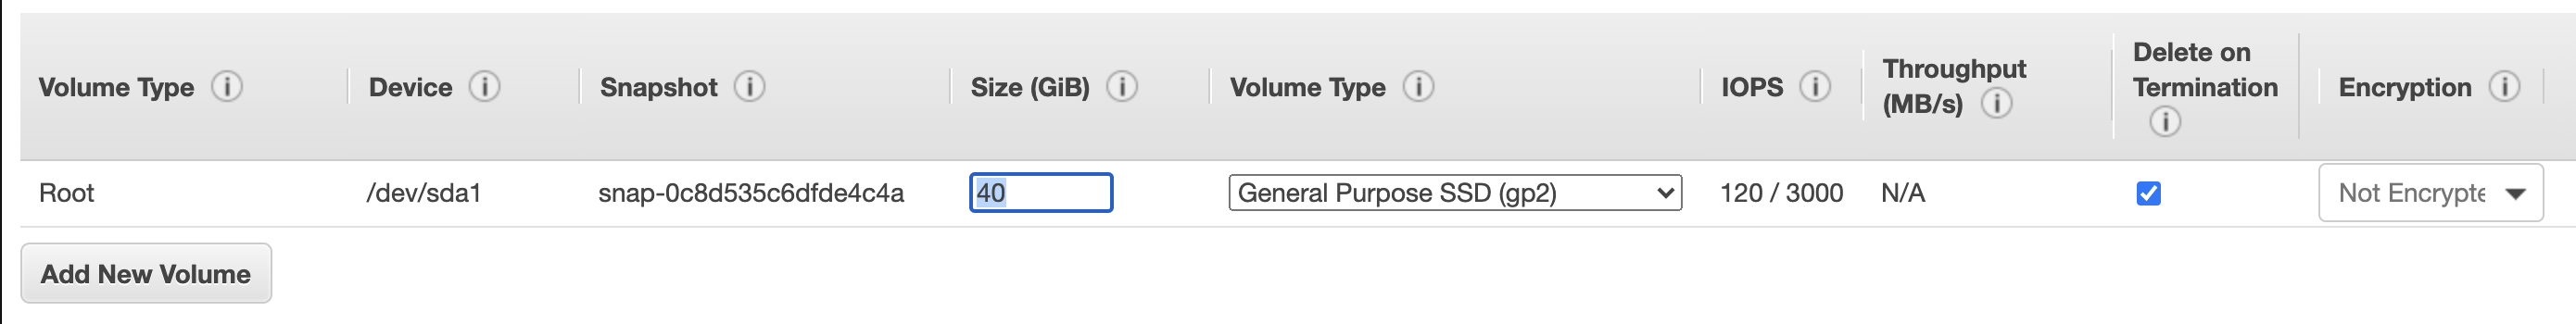 Volume Type
Device
Snapshot
Size (GiB)
Volume Type
IOPS
Throughput
(MB/s)
Delete on
Termination
Encryption
Root
/dev/sda1
snap-0c8d535c6dfde4c4a
40
General Purpose SSD (gp2)
120 / 3000
N/A
Not Encrypte
Add New Volume